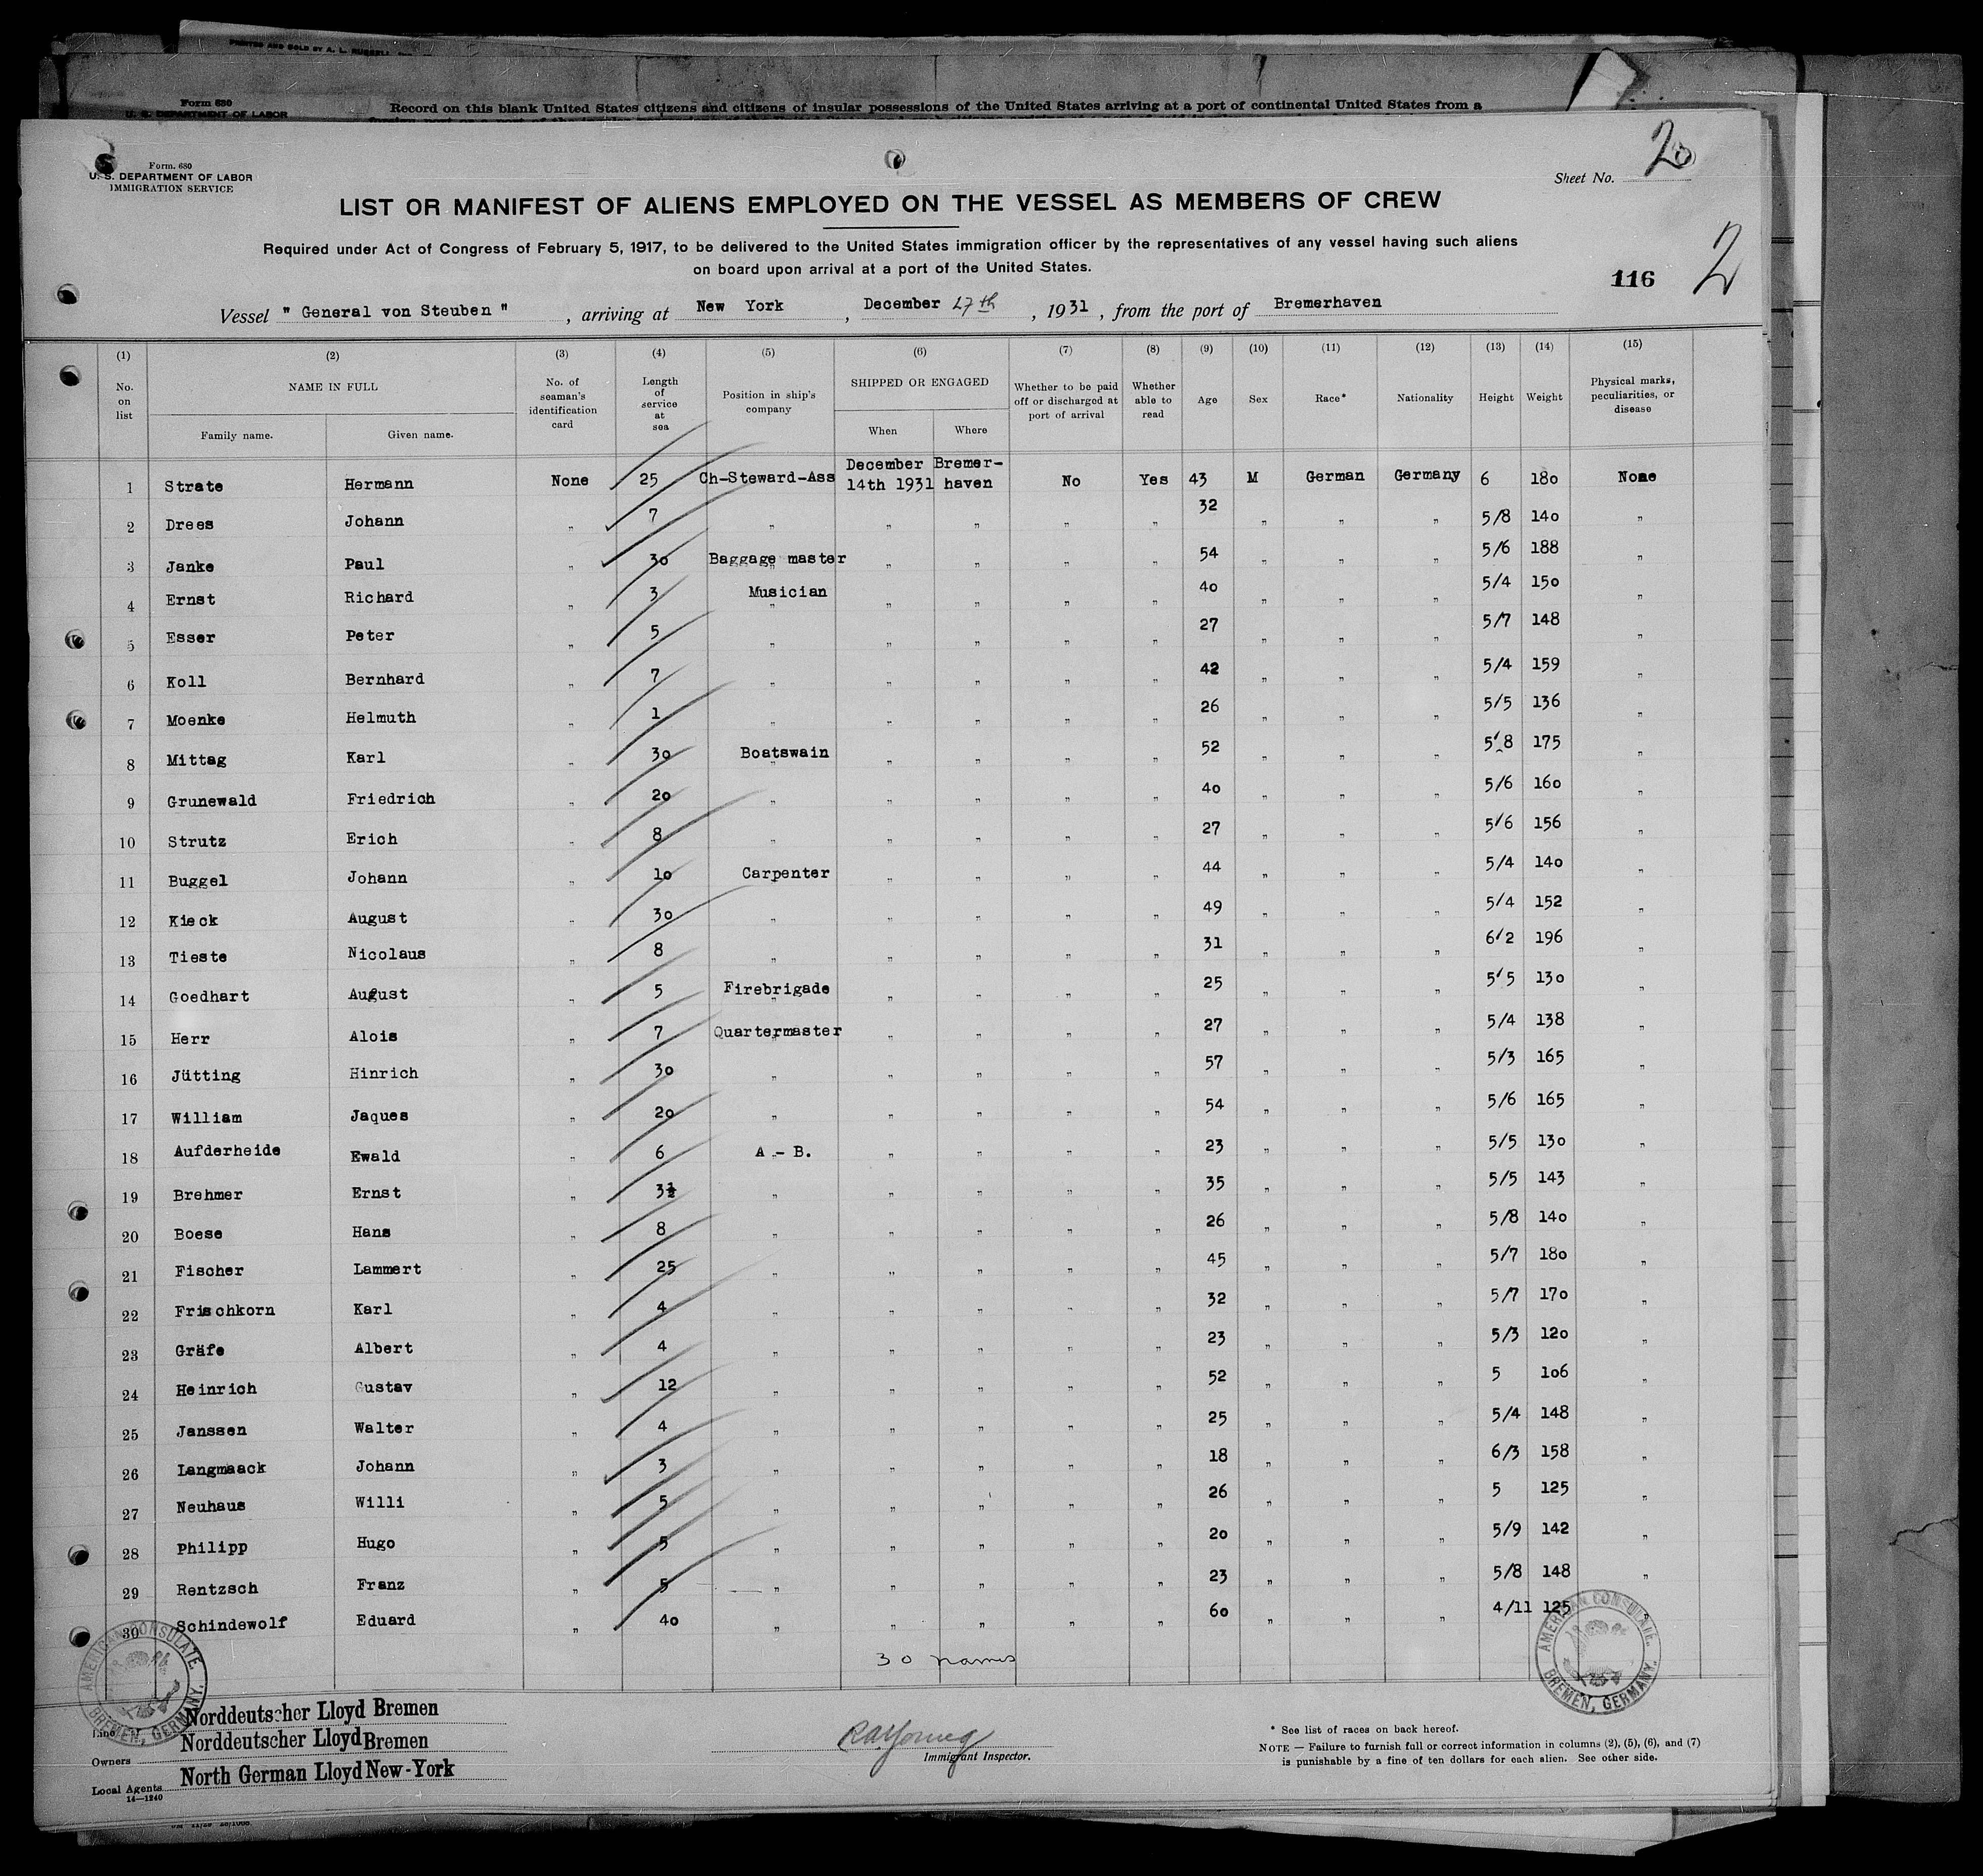 PRINTED AND SOLD BY A. L. RUSSELL
Form 680
U. S. DEPARTMENT OF LABOR
Record on this blank United States citizens and citizens of insular possessions of the United States arriving at a port of continental United States from a
Form. 680
U. S. DEPARTMENT OF LABOR
IMMIGRATION SERVICE
Sheet No.
LIST OR MANIFEST OF ALIENS EMPLOYED ON THE VESSEL AS MEMBERS OF CREW
Required under Act of Congress of February 5, 1917, to be delivered to the United States immigration officer by the representatives of any vessel having such aliens
on board upon arrival at a port of the United States.
116 2
Vessel " General von Steuben " , arriving at New York , December 27th , 1931 , from the port of Bremerhaven
(1) (2) (3) (4) (5) (6) (7) (8) (9) (10) (11) (12) (13) (14) (15)
No. on list NAME IN FULL Family name. Given name. No. of seaman's identification card Length of service at sea Position in ship's company SHIPPED OR ENGAGED When Where Whether to be paid off or discharged at port of arrival Whether able to read Age Sex Race* Nationality Height Weight Physical marks, peculiarities, or disease
1 Strate Hermann None 25 Ch-Steward-Ass December 14th 1931 Bremer-haven No Yes 43 M German Germany 6 180 None
2 Drees Johann " 7 " " " " " 32 " " " 5/8 140 "
3 Janke Paul " 30 Baggage master " " " " 54 " " " 5/6 188 "
4 Ernst Richard " 3 Musician " " " " 40 " " " 5/4 150 "
5 Esser Peter " 5 " " " " " 27 " " " 5/7 148 "
6 Koll Bernhard " 7 " " " " " 42 " " " 5/4 159 "
7 Moenke Helmuth " 1 " " " " " 26 " " " 5/5 136 "
8 Mittag Karl " 30 Boatswain " " " " 52 " " " 5/8 175 "
9 Grunewald Friedrich " 20 " " " " " 40 " " " 5/6 160 "
10 Strutz Erich " 8 " " " " " 27 " " " 5/6 156 "
11 Buggel Johann " 10 Carpenter " " " " 44 " " " 5/4 140 "
12 Kieck August " 30 " " " " " 49 " " " 5/4 152 "
13 Tieste Nicolaus " 8 " " " " " 31 " " " 6/2 196 "
14 Goedhart August " 5 Firebrigade " " " " 25 " " " 5/5 130 "
15 Herr Alois " 7 Quartermaster " " " " 27 " " " 5/4 138 "
16 Jütting Hinrich " 30 " " " " " 57 " " " 5/3 165 "
17 William Jaques " 20 " " " " " 54 " " " 5/6 165 "
18 Aufderheide Ewald " 6 A - B. " " " " 23 " " " 5/5 130 "
19 Brehmer Ernst " 3½ " " " " " 35 " " " 5/5 143 "
20 Boese Hans " 8 " " " " " 26 " " " 5/8 140 "
21 Fischer Lammert " 25 " " " " " 45 " " " 5/7 180 "
22 Frischkorn Karl " 4 " " " " " 32 " " " 5/7 170 "
23 Gräfe Albert " 4 " " " " " 23 " " " 5/3 120 "
24 Heinrich Gustav " 12 " " " " " 52 " " " 5 106 "
25 Janssen Walter " 4 " " " " " 25 " " " 5/4 148 "
26 Langmaack Johann " 3 " " " " " 18 " " " 6/3 158 "
27 Neuhaus Willi " 5 " " " " " 26 " " " 5 125 "
28 Philipp Hugo " 5 " " " " " 20 " " " 5/9 142 "
29 Rentzsch Franz " 5 " " " " " 23 " " " 5/8 148 "
30 Schindewolf Eduard " 40 " " " " " 60 " " " 4/11 125
30 names
AMERICAN CONSULATE. BREMEN, GERMANY.
AMERICAN CONSULATE. BREMEN, GERMANY.
Line Norddeutscher Lloyd Bremen
Owners Norddeutscher Lloyd Bremen
Local Agents North German Lloyd New-York
14—1240
RAYoung
Immigrant Inspector.
* See list of races on back hereof.
NOTE — Failure to furnish full or correct information in columns (2), (5), (6), and (7)
is punishable by a fine of ten dollars for each alien. See other side.